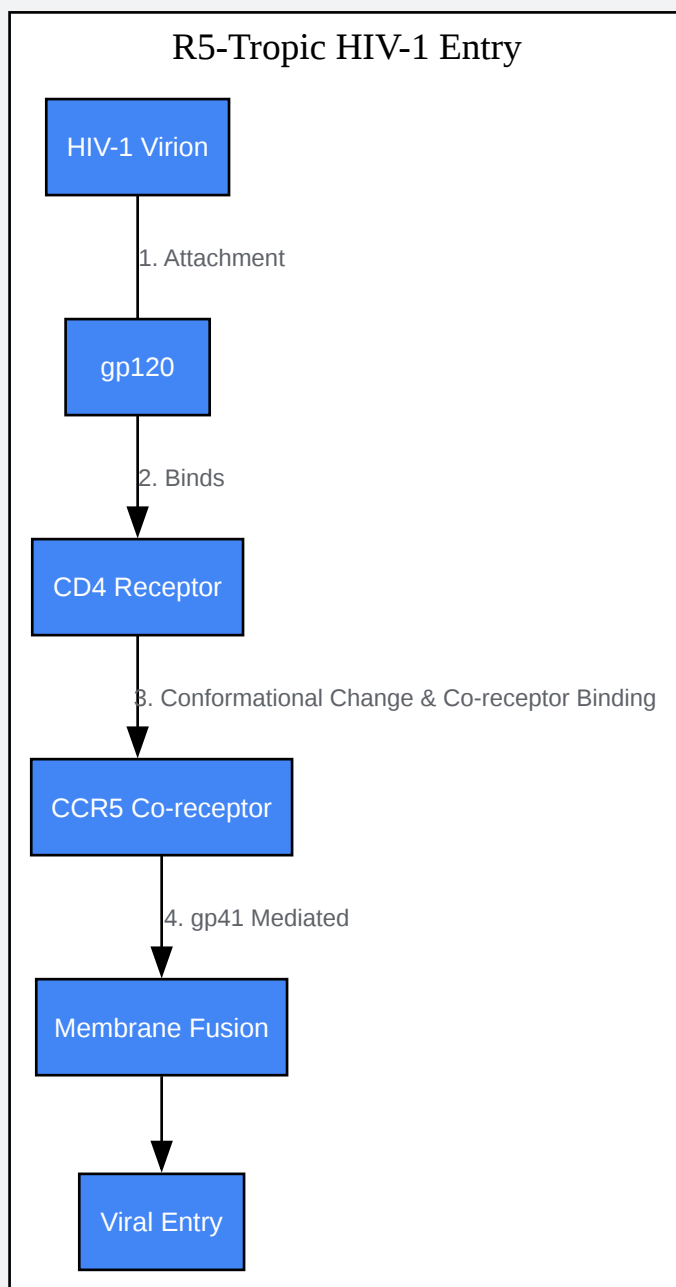 R5-Tropic HIV-1 Entry
HIV-1 Virion
1. Attachment
gp120
2. Binds
CD4 Receptor
3. Conformational Change & Co-receptor Binding
CCR5 Co-receptor
4. gp41 Mediated
Membrane Fusion
Viral Entry